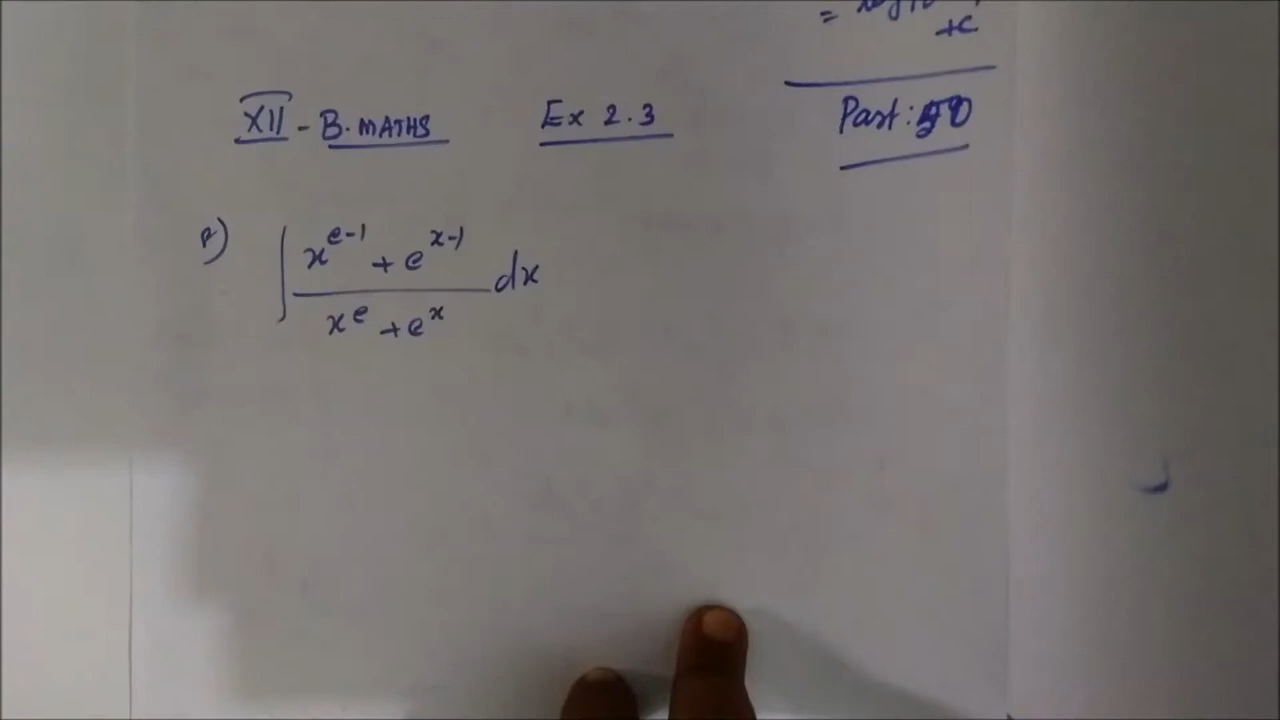 +c
XII - B. MATHS Ex 2.3 Part: 50
∫ x^(e-1) + e^(x-1) / x^e + e^x dx